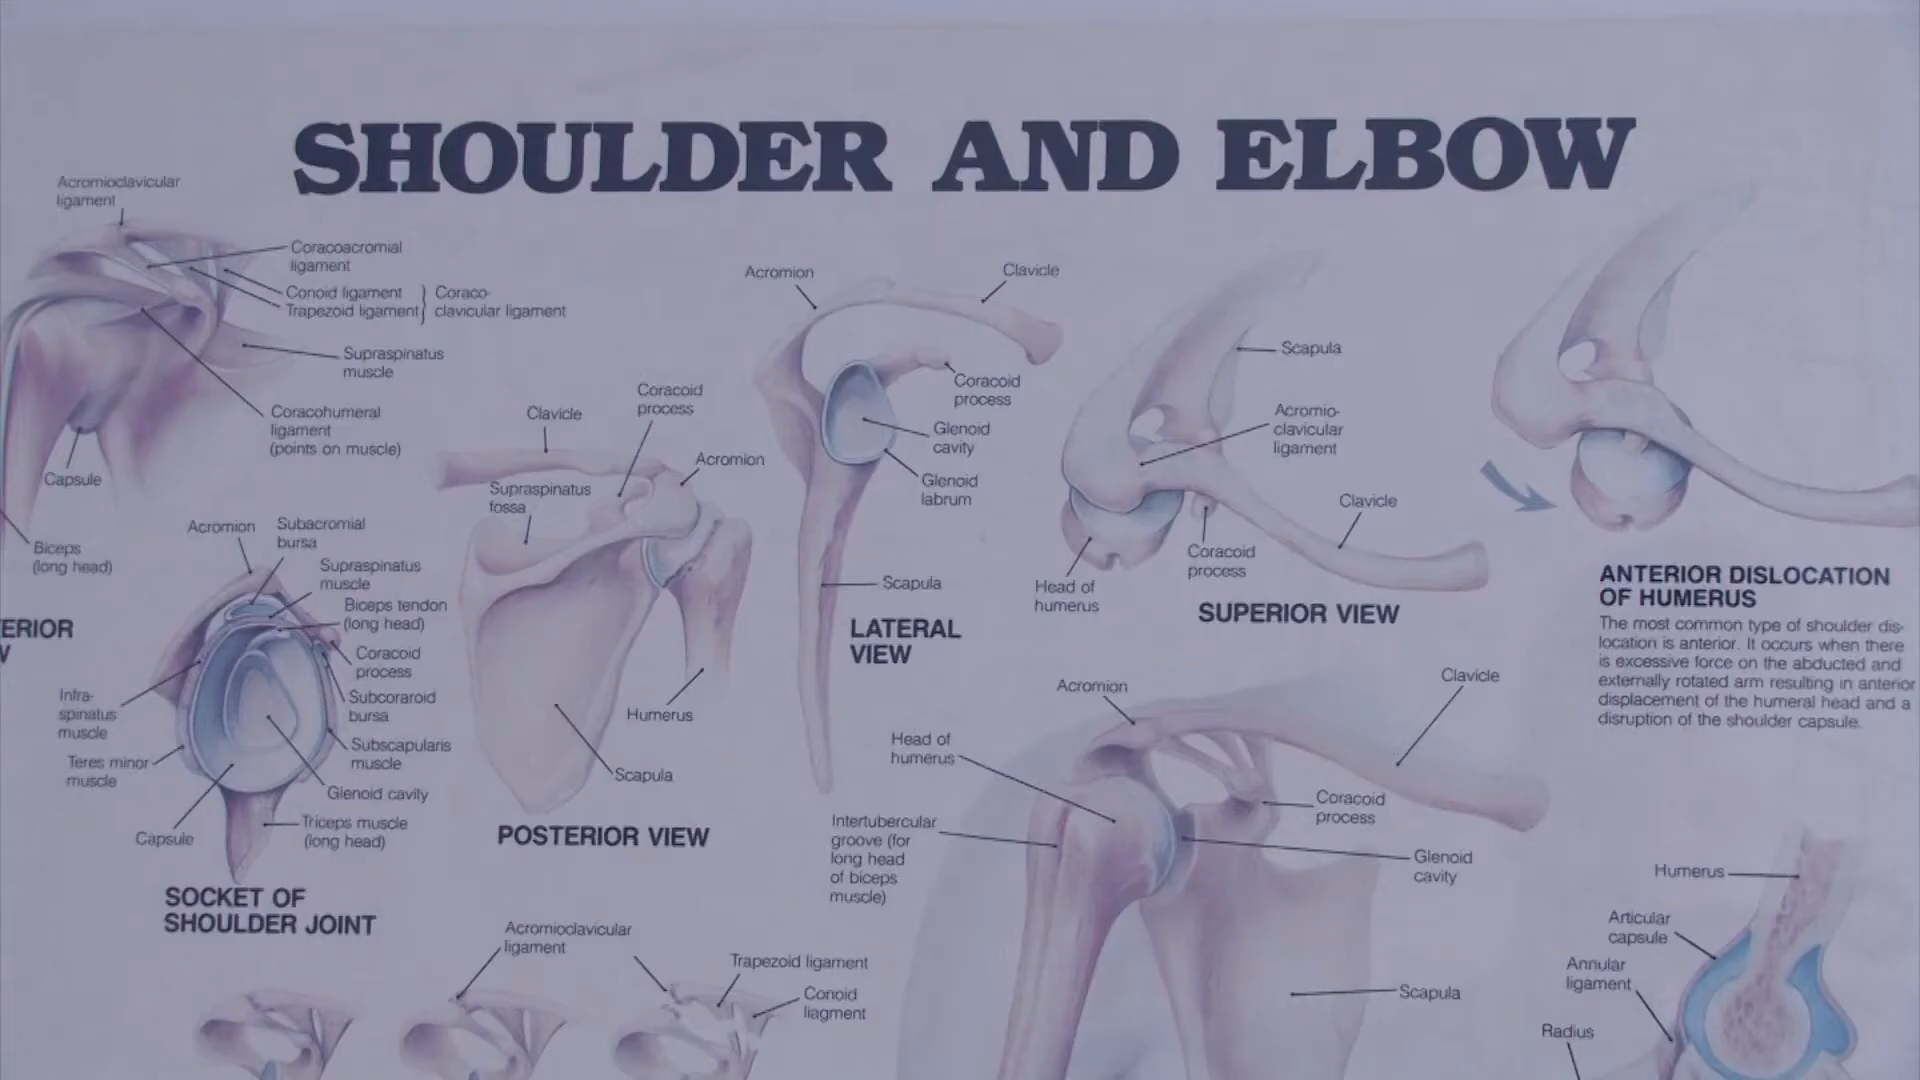 SHOULDER AND ELBOW
Acromioclavicular
ligament
Coracoacromial
ligament
Conoid ligament
Trapezoid ligament
Coraco-
clavicular ligament
Supraspinatus
muscle
Coracohumeral
ligament
(points on muscle)
Capsule
Biceps
(long head)
ERIOR
Acromion
Subacromial
bursa
Supraspinatus
muscle
Biceps tendon
(long head)
Coracoid
process
Subcoraroid
bursa
Subscapularis
muscle
Glenoid cavity
Triceps muscle
(long head)
Infra-
spinatus
muscle
Teres minor
muscle
Capsule
SOCKET OF
SHOULDER JOINT
Clavicle
Coracoid
process
Acromion
Supraspinatus
fossa
Humerus
Scapula
POSTERIOR VIEW
Acromion
Clavicle
Coracoid
process
Glenoid
cavity
Glenoid
labrum
Scapula
LATERAL
VIEW
Scapula
Acromio-
clavicular
ligament
Clavicle
Coracoid
process
Head of
humerus
SUPERIOR VIEW
ANTERIOR DISLOCATION
OF HUMERUS
The most common type of shoulder dis-
location is anterior. It occurs when there
is excessive force on the abducted and
externally rotated arm resulting in anterior
displacement of the humeral head and a
disruption of the shoulder capsule.
Acromion
Clavicle
Head of
humerus
Intertubercular
groove (for
long head
of biceps
muscle)
Coracoid
process
Glenoid
cavity
Scapula
Acromioclavicular
ligament
Trapezoid ligament
Conoid
liagment
Humerus
Articular
capsule
Annular
ligament
Radius